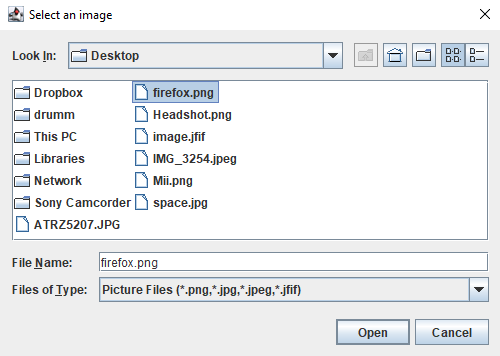 Select an image
Look In: Desktop
Dropbox
drumm
This PC
Libraries
Network
Sony Camcorder
ATRZ5207.JPG
firefox.png
Headshot.png
image.jfif
IMG_3254.jpeg
Mii.png
space.jpg
File Name: firefox.png
Files of Type: Picture Files (*.png,*.jpg,*.jpeg,*.jfif)
Open Cancel